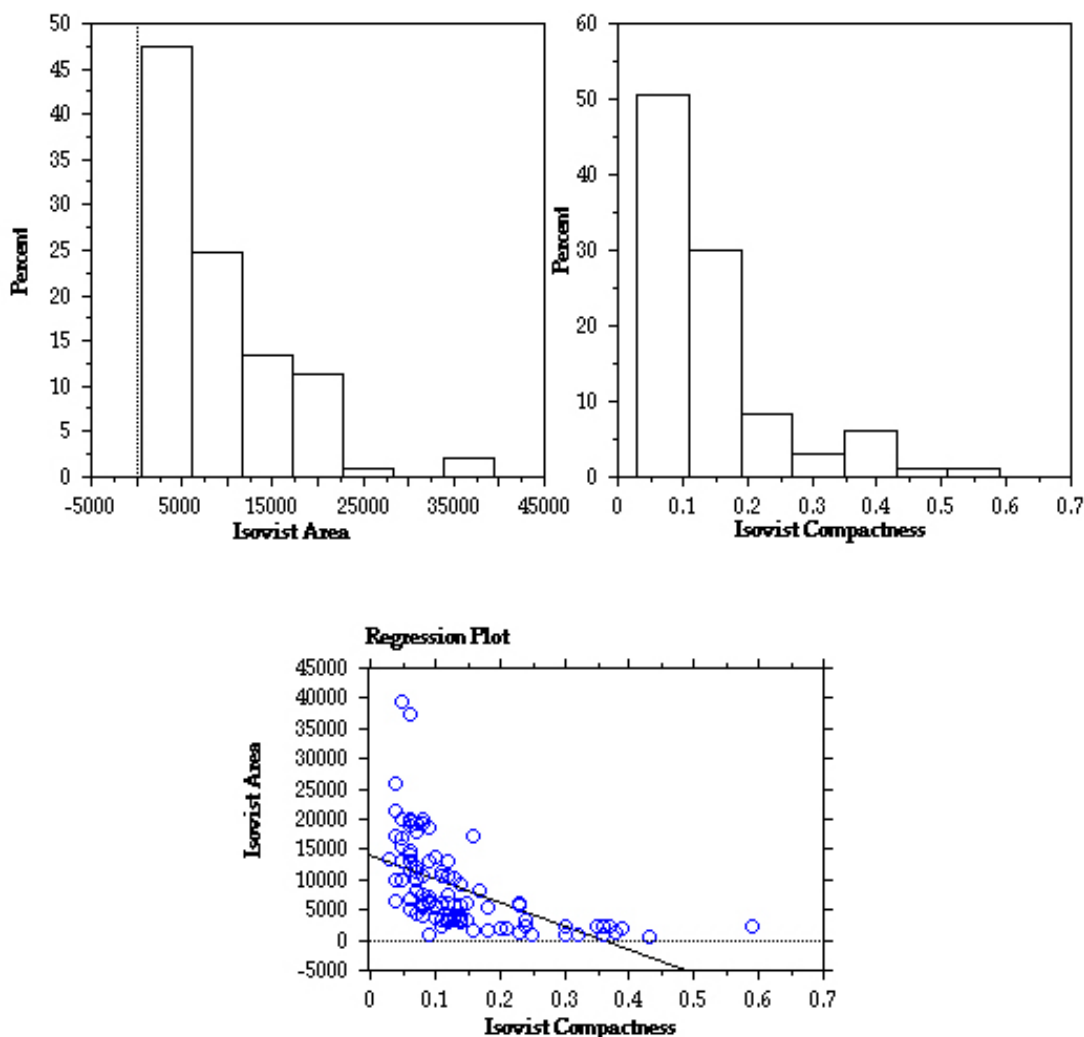 50
45
40
35
30
25
20
15
10
5
0
Percent
-5000 5000 15000 25000 35000 45000
Isovist Area
60
50
40
30
20
10
0
Percent
0 0.1 0.2 0.3 0.4 0.5 0.6 0.7
Isovist Compactness
Regression Plot
45000
40000
35000
30000
25000
20000
15000
10000
5000
0
-5000
Isovist Area
0 0.1 0.2 0.3 0.4 0.5 0.6 0.7
Isovist Compactness